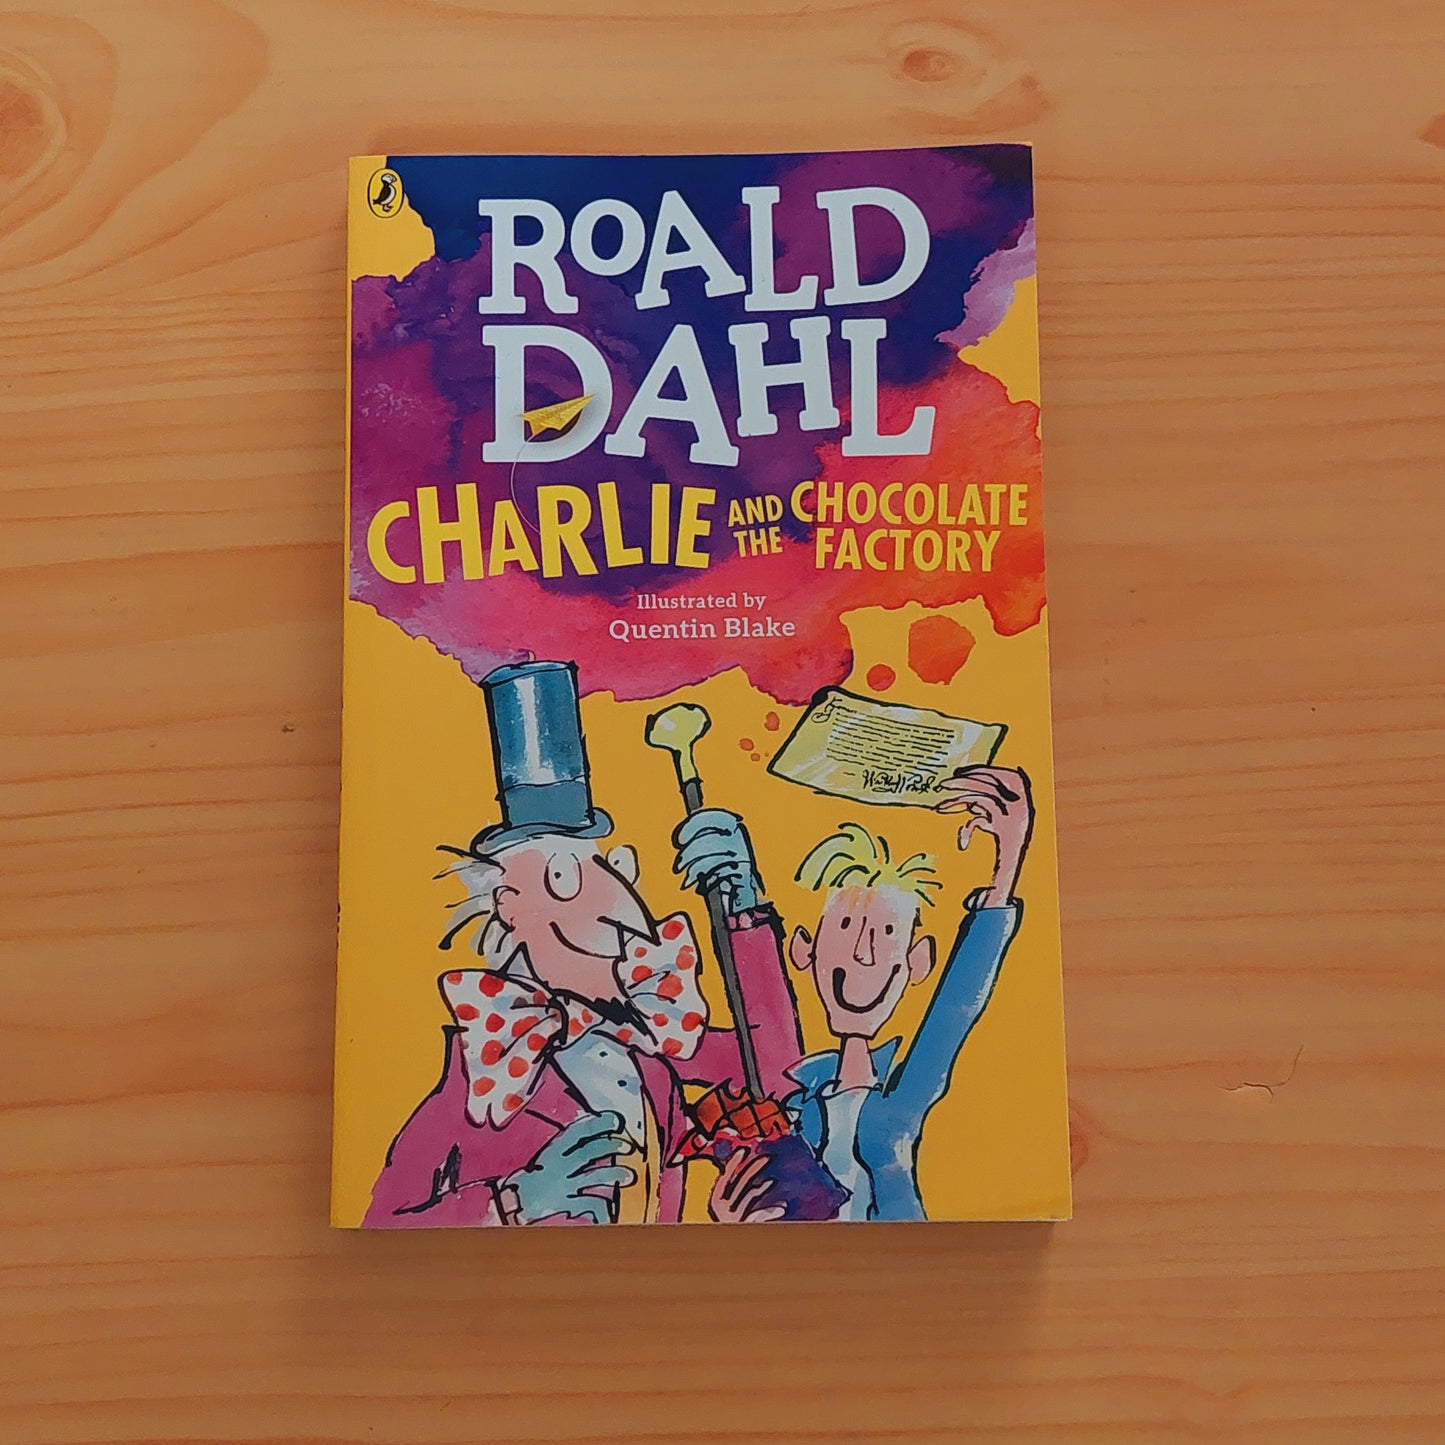 ROALD
DAHL
CHARLIE AND THE CHOCOLATE FACTORY
Illustrated by
Quentin Blake